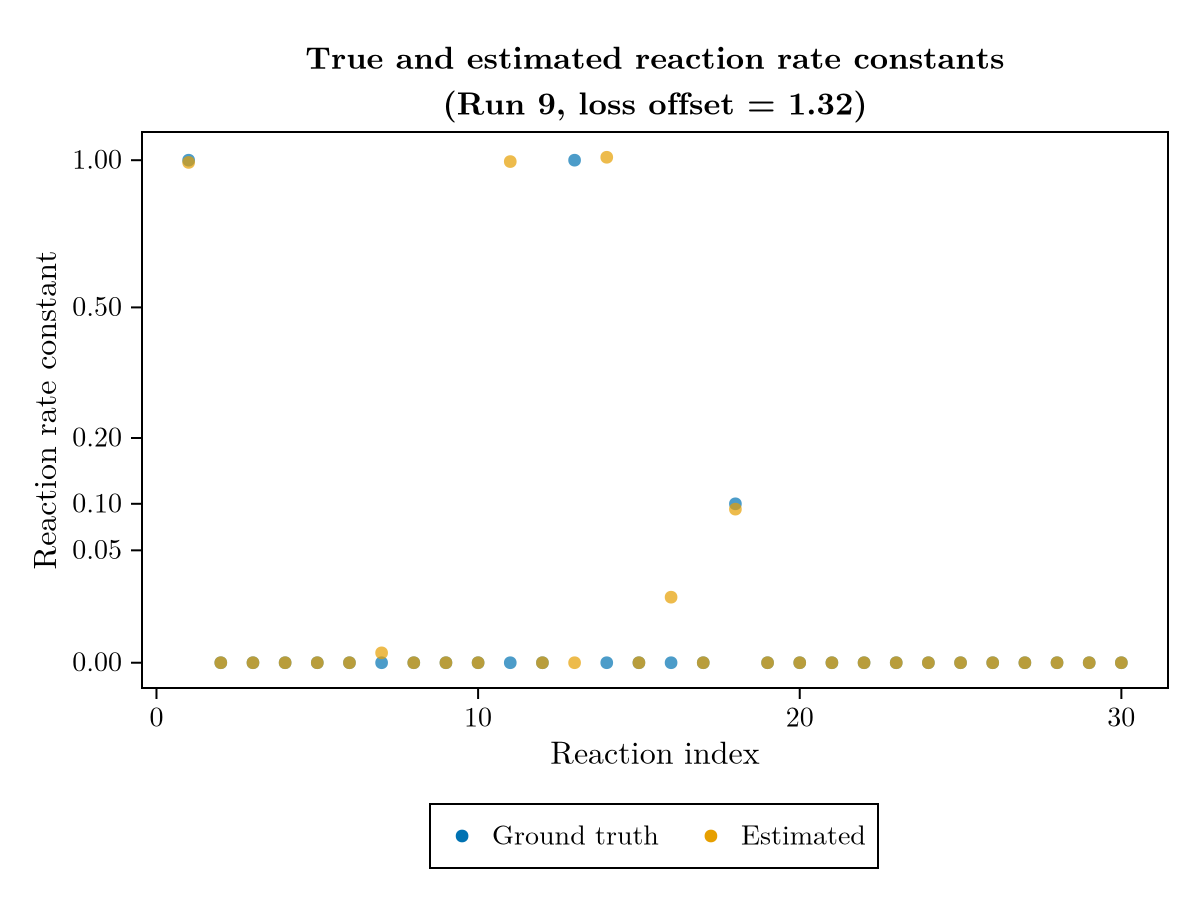 True and estimated reaction rate constants
(Run 9, loss offset = 1.32)
Reaction rate constant
1.00
0.50
0.20
0.10
0.05
0.00
0 10 20 30
Reaction index
Ground truth Estimated